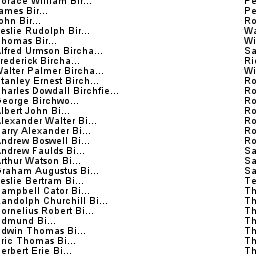 orace William Bir... Pe
ames Bir... Pe
ohn Bir... Ro
eslie Rudolph Bir... Wa
homas Bir... Wi
lfred Urmson Bircha... Sa
rederick Bircha... Ri
Walter Palmer Bircha... Wi
tanley Ernest Birch... Ro
harles Dowdall Birchfie... Ro
eorge Birchwo... Ro
lbert John Bi... Ro
lexander Walter Bi... Ro
arry Alexander Bi... Ro
ndrew Boswell Bi... Ro
ndrew Faulds Bi... Sa
rthur Watson Bi... Sa
raham Augustus Bi... Sa
eslie Bertram Bi... Te
ampbell Cator Bi... Th
andolph Churchill Bi... Th
ornelius Robert Bi... Th
dmund Bi... Th
dwin Thomas Bi... Th
ric Thomas Bi... Th
erbert Erie Bi... Th